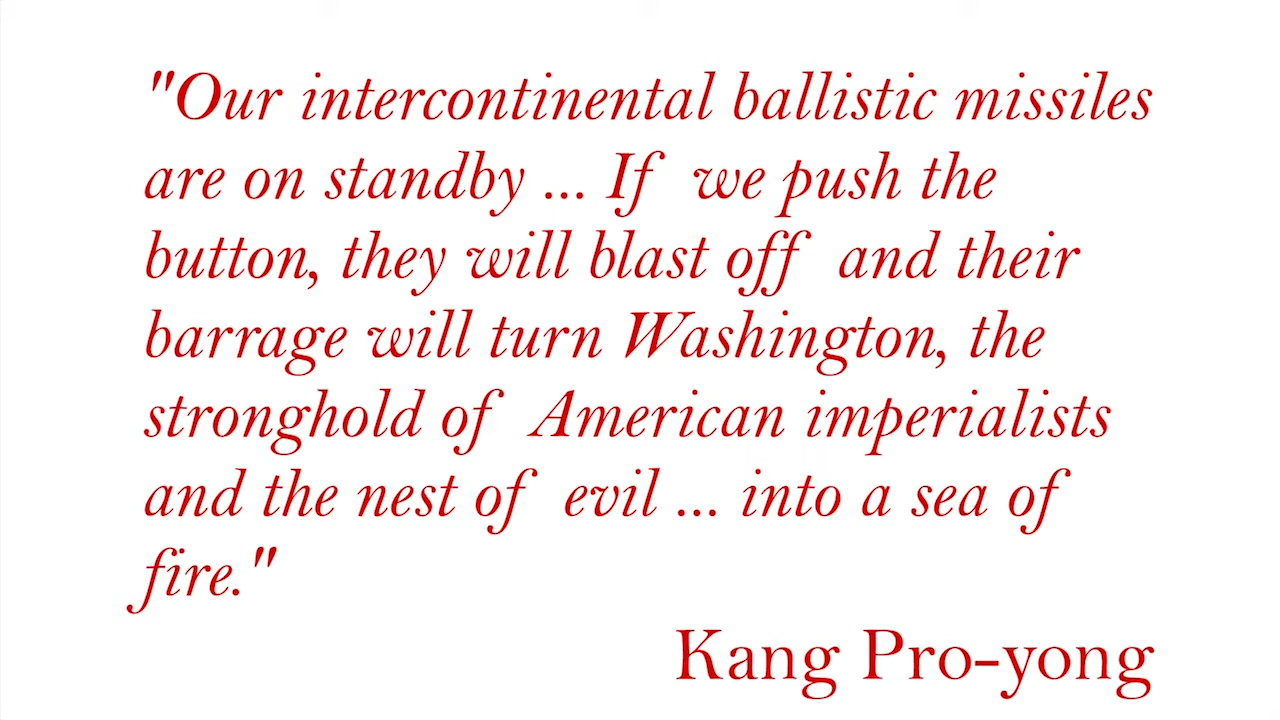 "Our intercontinental ballistic missiles
are on standby ... If we push the
button, they will blast off and their
barrage will turn Washington, the
stronghold of American imperialists
and the nest of evil ... into a sea of
fire."
Kang Pro-yong